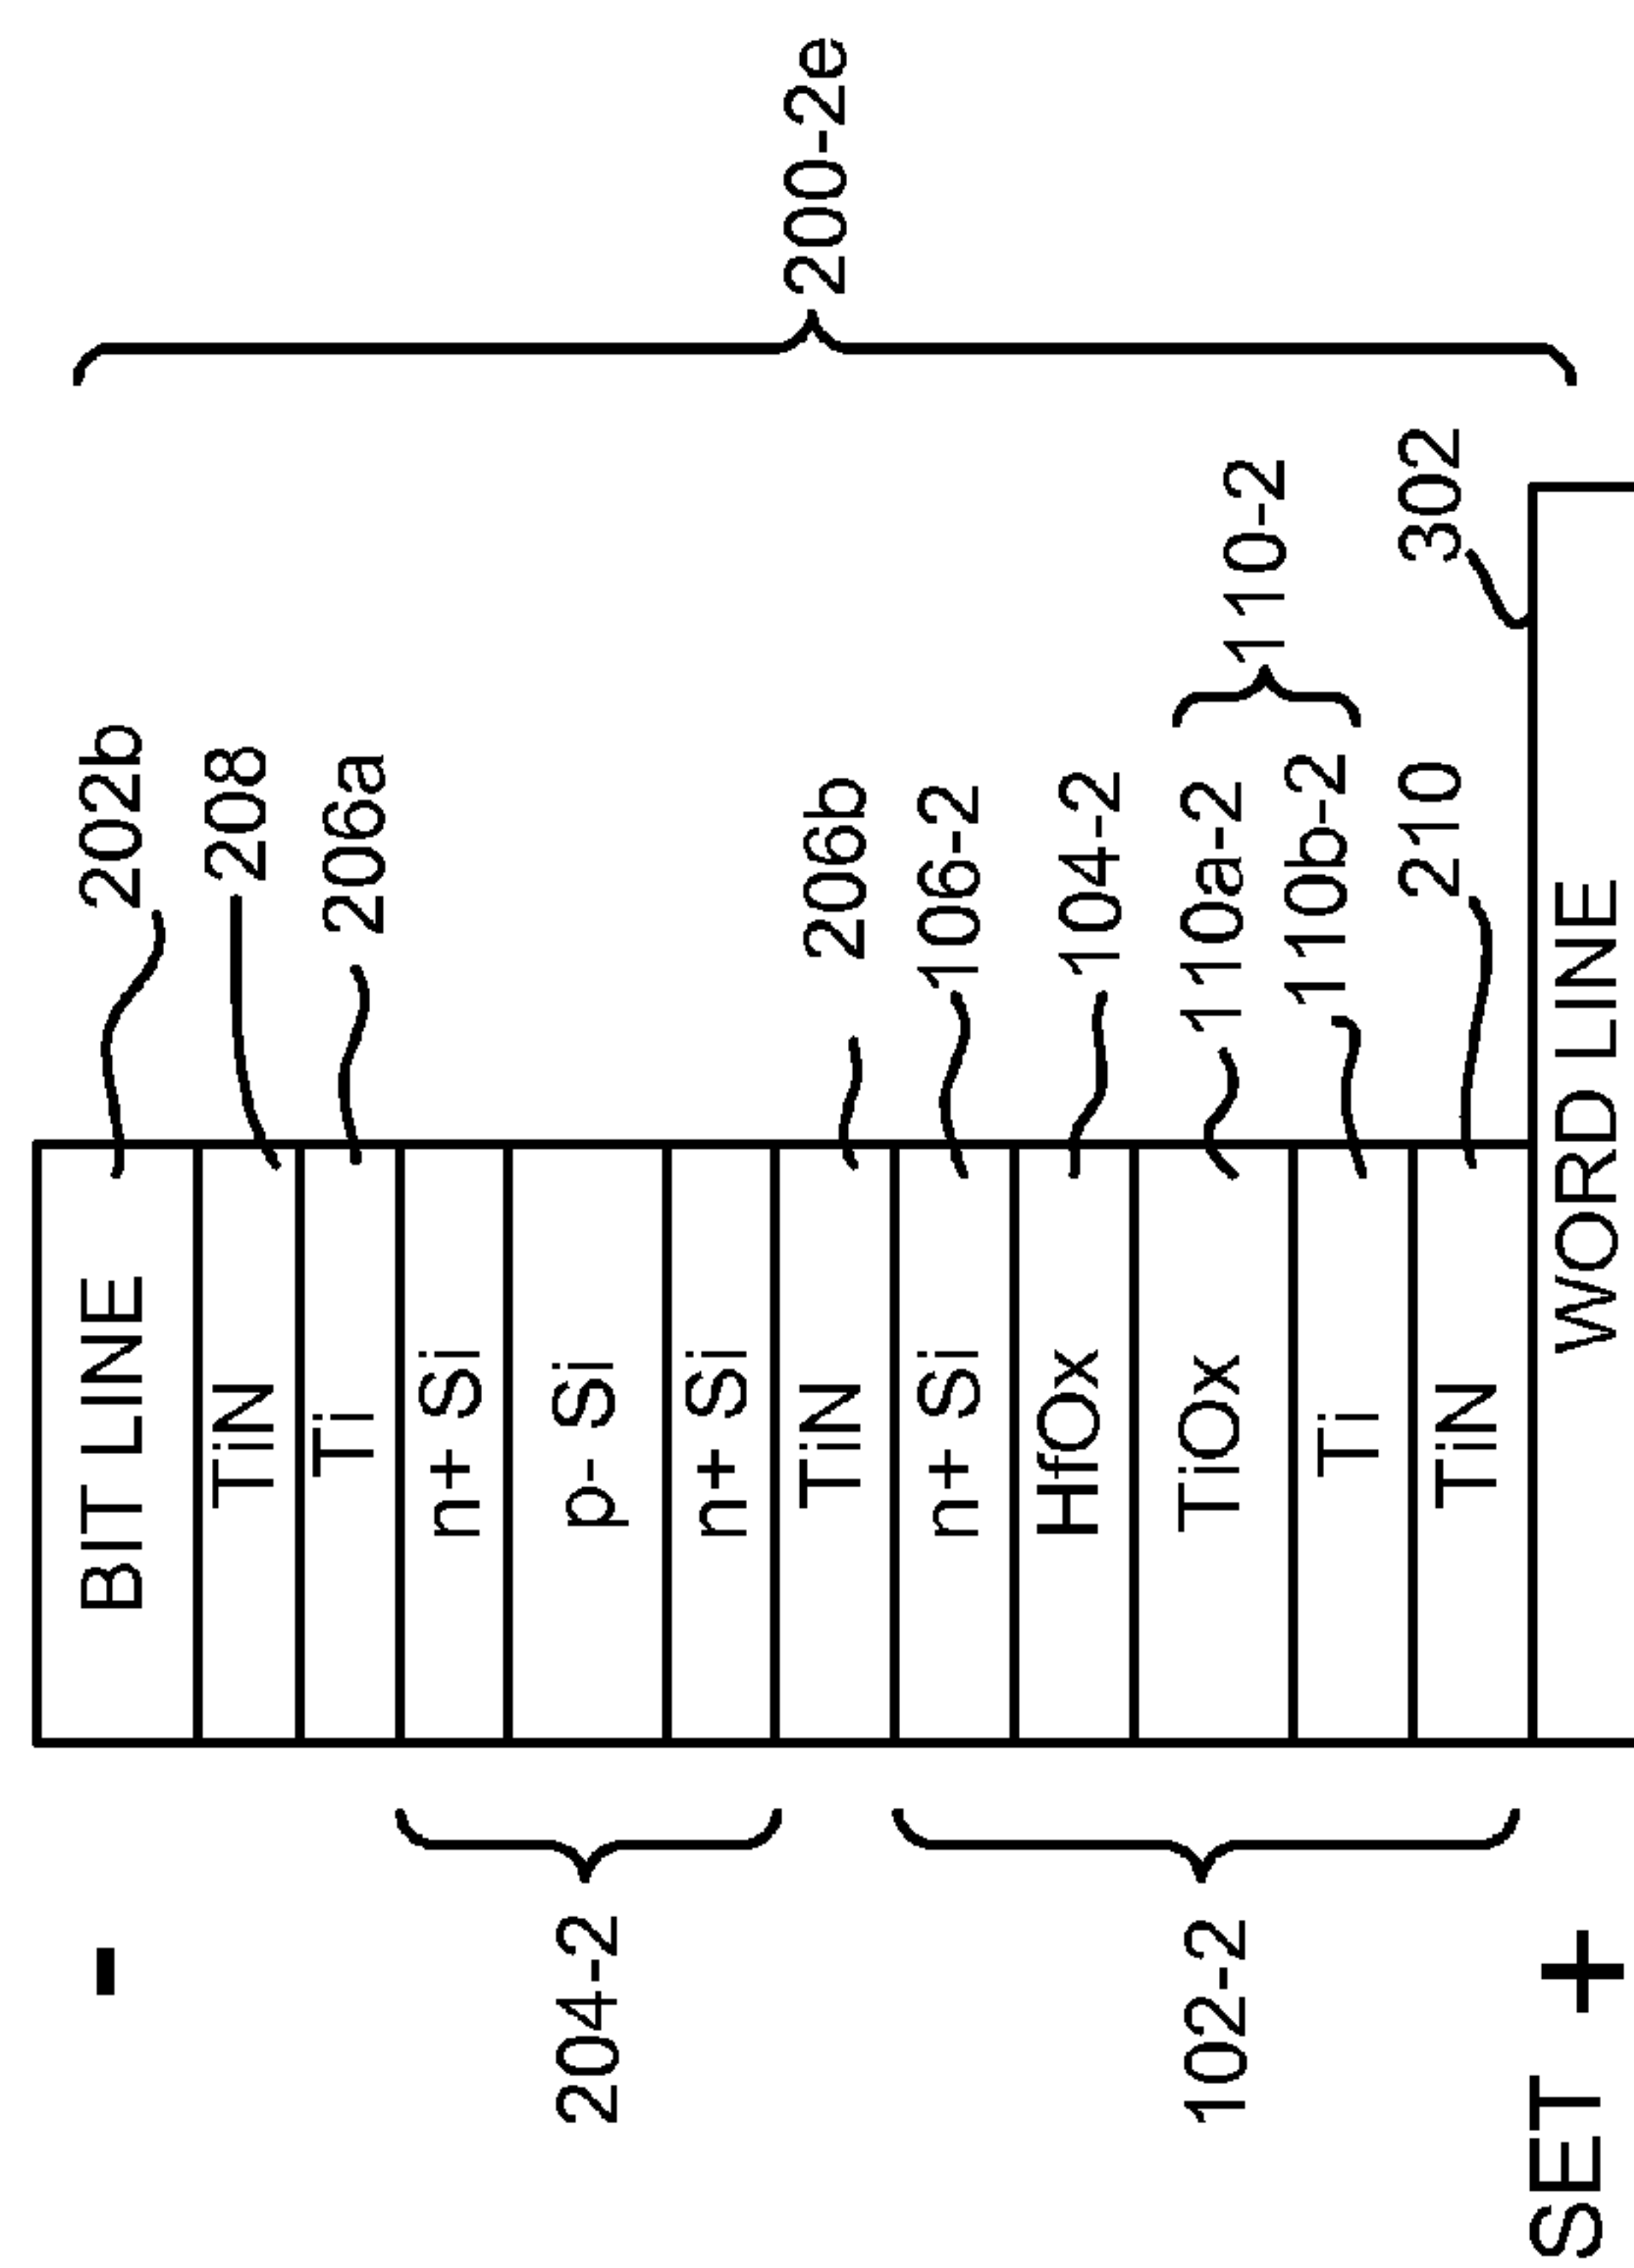 200-2e
202b
208
206a
206b
106-2
104-2
110a-2
110b-2
110-2
210
302
BIT LINE
TiN
Ti
n+ Si
p- Si
n+ Si
TiN
n+ Si
HfOx
TiOx
Ti
TiN
WORD LINE
-
204-2
102-2
SET +